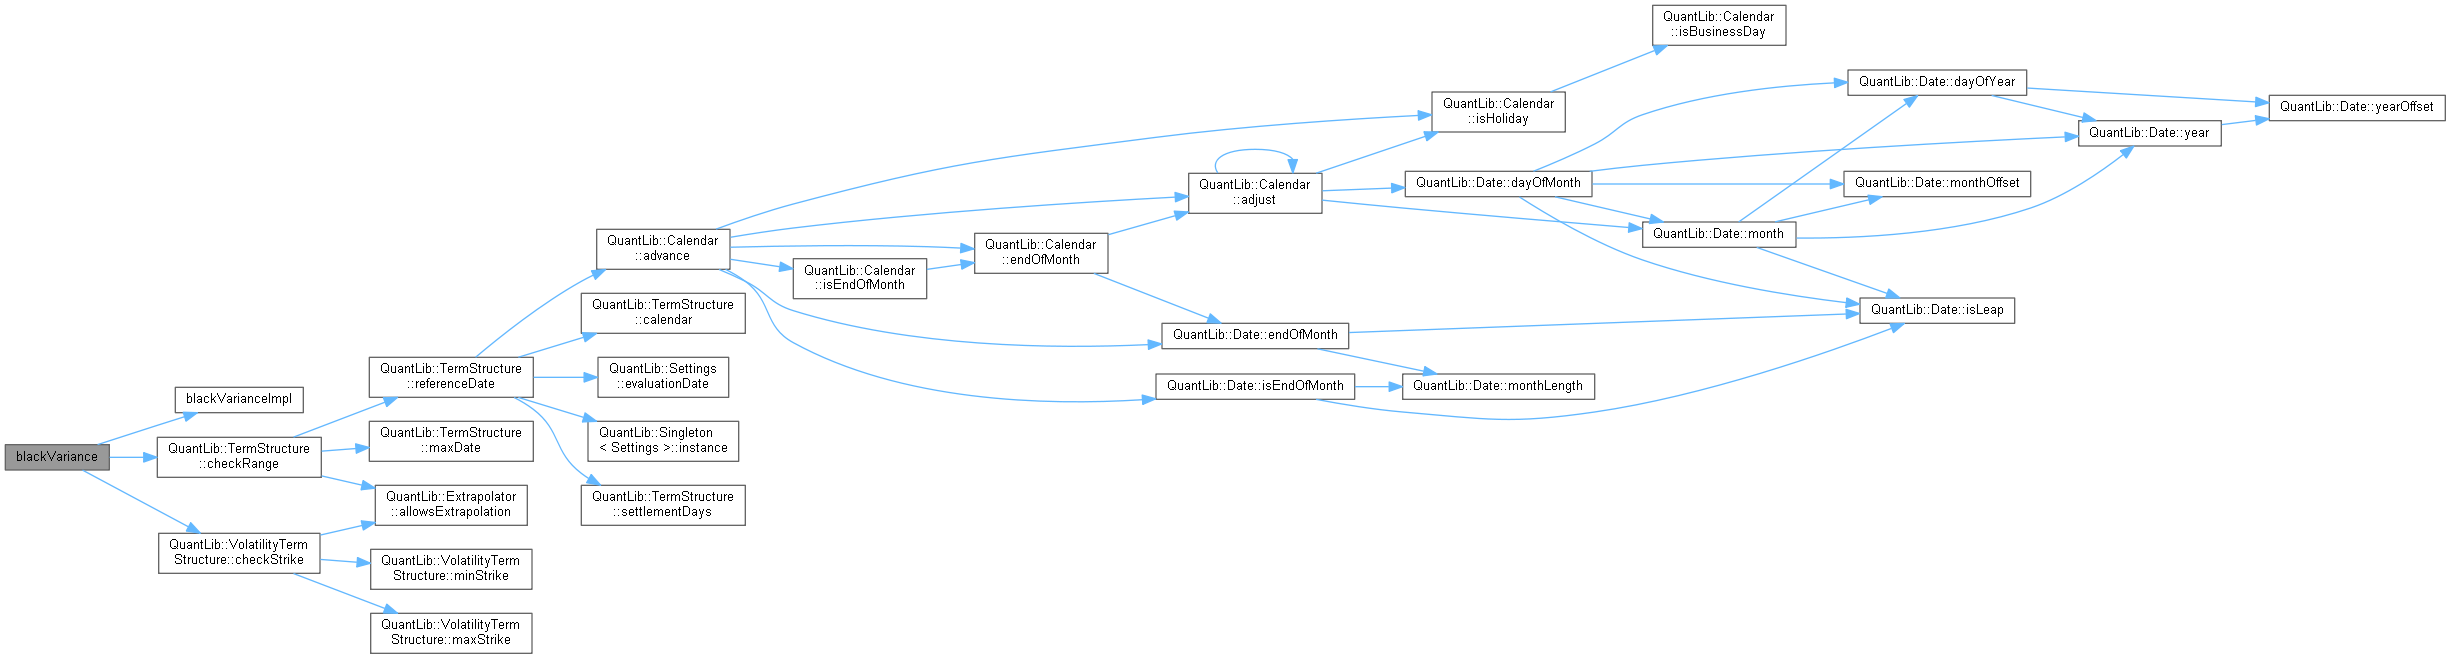 blackVariance
blackVarianceImpl
QuantLib::TermStructure
::checkRange
QuantLib::VolatilityTerm
Structure::checkStrike
QuantLib::TermStructure
::referenceDate
QuantLib::TermStructure
::maxDate
QuantLib::Extrapolator
::allowsExtrapolation
QuantLib::VolatilityTerm
Structure::minStrike
QuantLib::VolatilityTerm
Structure::maxStrike
QuantLib::Calendar
::advance
QuantLib::TermStructure
::calendar
QuantLib::Settings
::evaluationDate
QuantLib::Singleton
< Settings >::instance
QuantLib::TermStructure
::settlementDays
QuantLib::Calendar
::isEndOfMonth
QuantLib::Calendar
::endOfMonth
QuantLib::Calendar
::adjust
QuantLib::Date::endOfMonth
QuantLib::Date::isEndOfMonth
QuantLib::Calendar
::isHoliday
QuantLib::Date::dayOfMonth
QuantLib::Date::monthLength
QuantLib::Calendar
::isBusinessDay
QuantLib::Date::month
QuantLib::Date::dayOfYear
QuantLib::Date::monthOffset
QuantLib::Date::isLeap
QuantLib::Date::year
QuantLib::Date::yearOffset